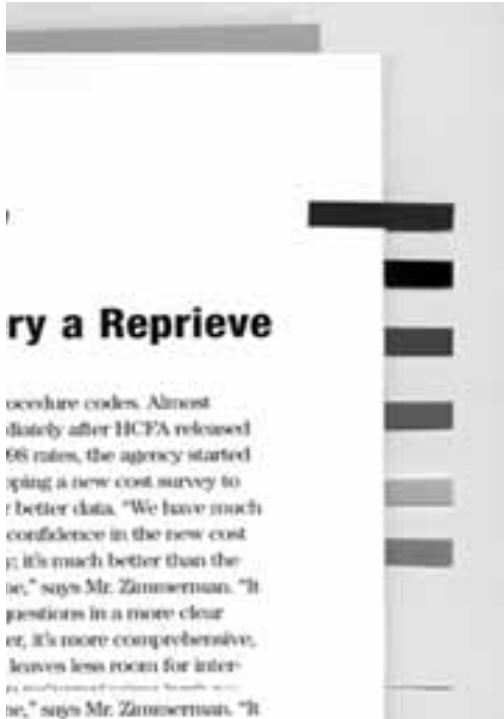 ry a Reprieve
ocedure codes. Almost
diately after HCFA released
98 rates, the agency started
ping a new cost survey to
better data. "We have much
confidence in the new cost
y; it's much better than the
ne," says Mr. Zimmerman. "It
questions in a more clear
er, it's more comprehensive,
leaves less room for inter-
ne," says Mr. Zimmerman. "It